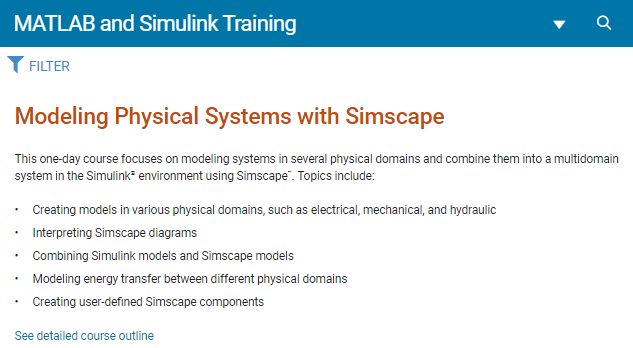 MATLAB and Simulink Training
FILTER
Modeling Physical Systems with Simscape
This one-day course focuses on modeling systems in several physical domains and combine them into a multidomain
system in the Simulink® environment using Simscape™. Topics include:
• Creating models in various physical domains, such as electrical, mechanical, and hydraulic
• Interpreting Simscape diagrams
• Combining Simulink models and Simscape models
• Modeling energy transfer between different physical domains
• Creating user-defined Simscape components
See detailed course outline